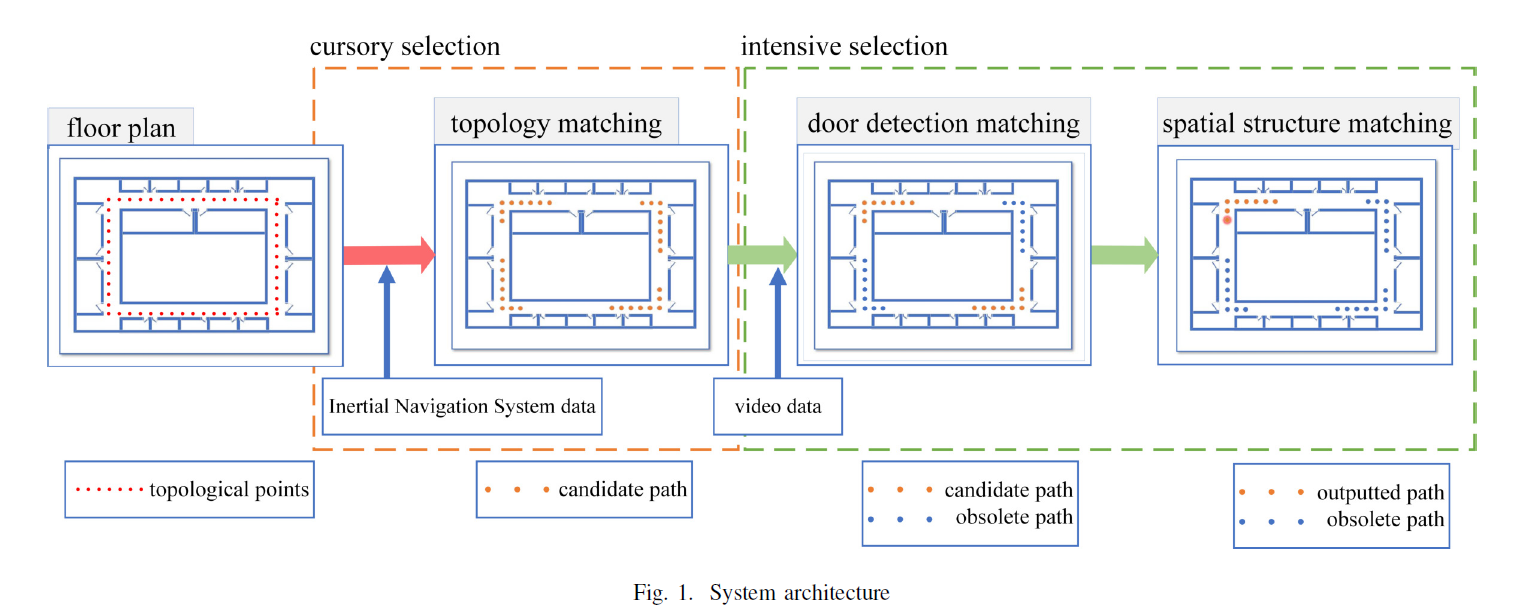 cursory selection
intensive selection
floor plan
topology matching
door detection matching
spatial structure matching
Inertial Navigation System data
video data
topological points
candidate path
candidate path
obsolete path
outputted path
obsolete path
Fig. 1. System architecture